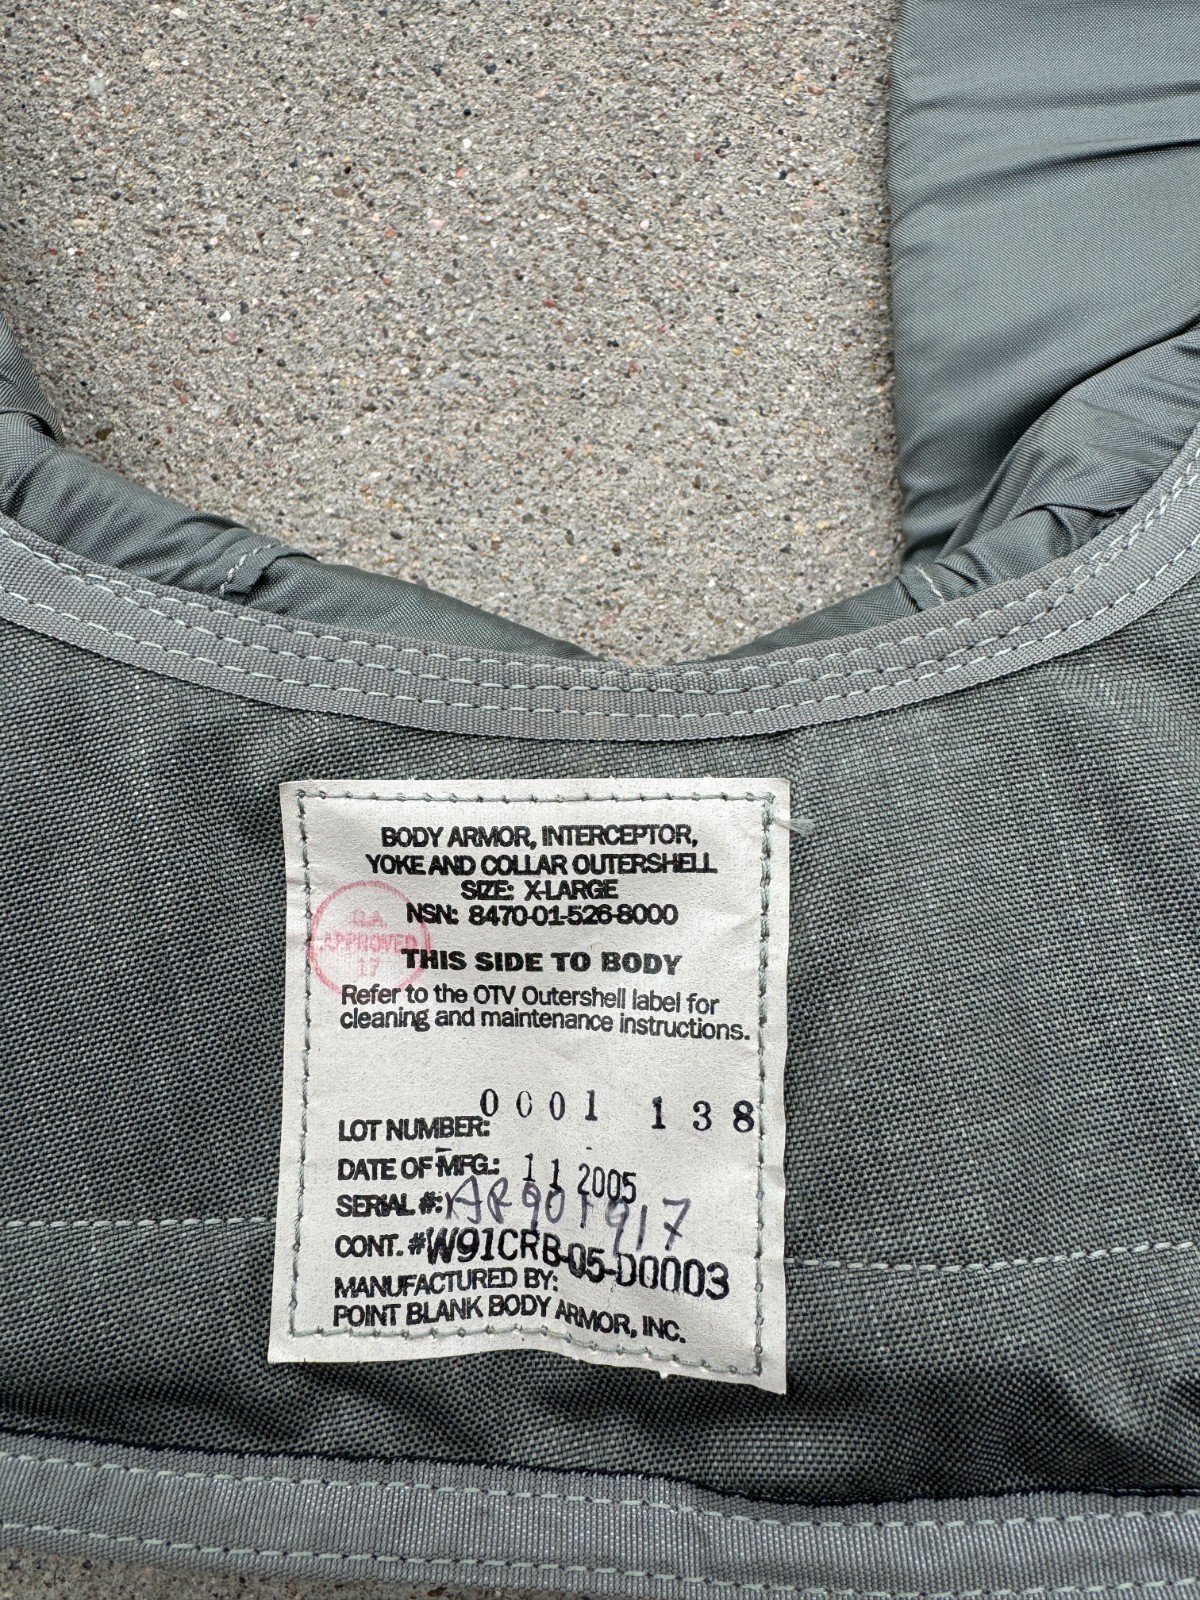 BODY ARMOR, INTERCEPTOR,
YOKE AND COLLAR OUTERSHELL
SIZE: X-LARGE
NSN: 8470-01-526-8000
Q.A.
APPROVED
17
THIS SIDE TO BODY
Refer to the OTV Outershell label for
cleaning and maintenance instructions.
LOT NUMBER: 0001 138
DATE OF MFG.: 11 2005
SERIAL #:
CONT. # W91CRB-05-D0003
MANUFACTURED BY:
POINT BLANK BODY ARMOR, INC.